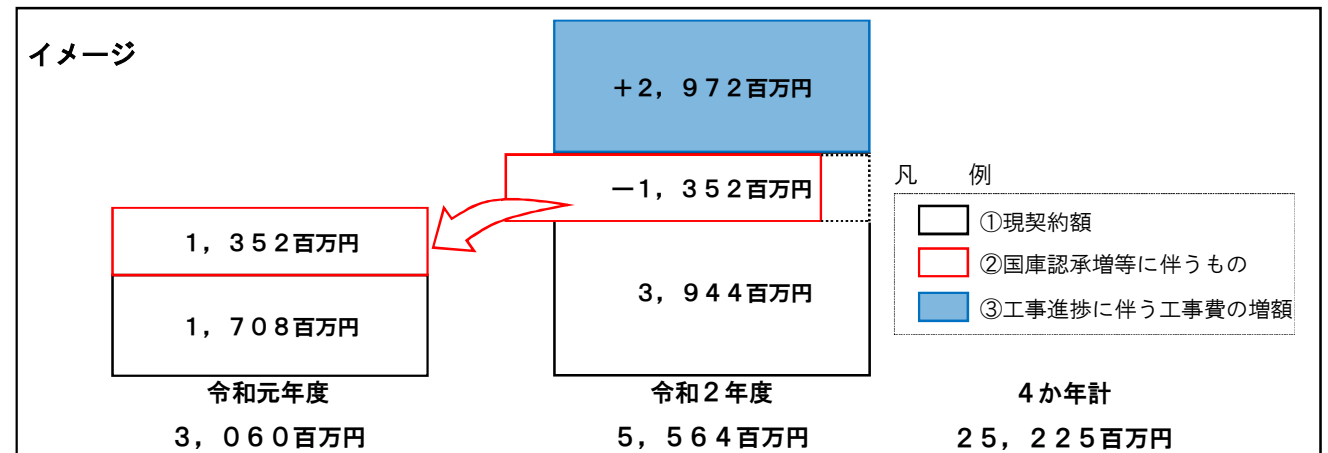 イメージ
+2,972百万円
ー1,352百万円
3,944百万円
1,352百万円
1,708百万円
凡 例
①現契約額
②国庫認承増等に伴うもの
③工事進捗に伴う工事費の増額
令和元年度 令和2年度 4か年計
3,060百万円 5,564百万円 25,225百万円